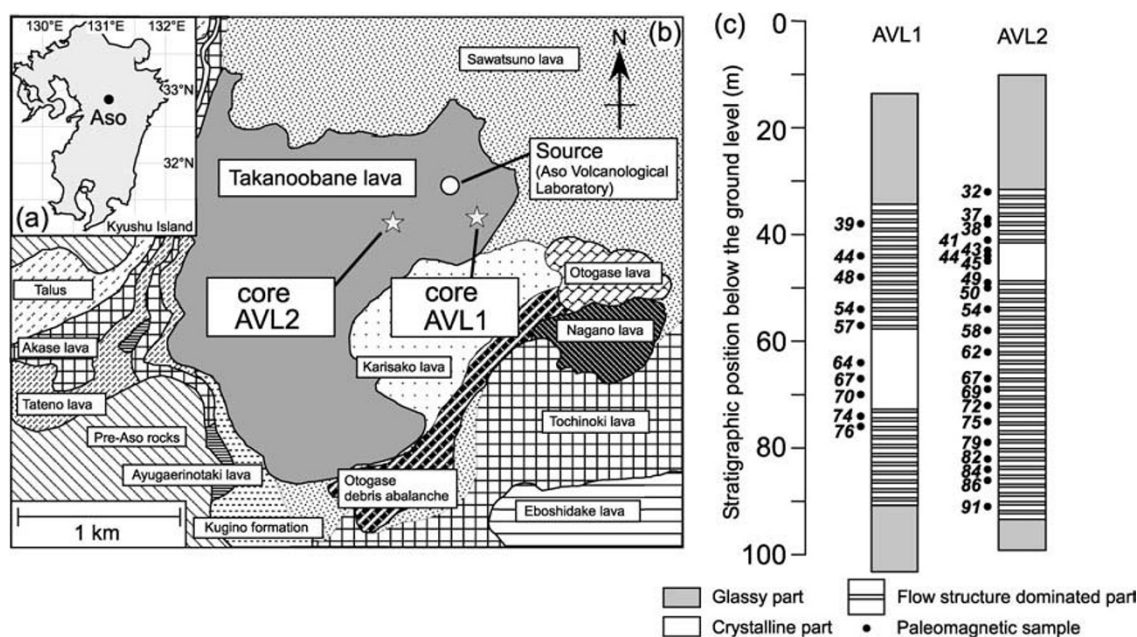 130°E 131°E 132°E
33°N
32°N
Aso
(a)
Kyushu Island
(b)
N
Sawatsuno lava
Source
(Aso Volcanological
Laboratory)
Takanoobane lava
core
AVL2
core
AVL1
Otogase lava
Nagano lava
Karisako lava
Talus
Akase lava
Tateno lava
Pre-Aso rocks
Ayugaerinotaki lava
Tochinoki lava
Otogase
debris abalanche
Kugino formation
Eboshidake lava
1 km
(c)
Stratigraphic position below the ground level (m)
0
20
40
60
80
100
AVL1
39
44
48
54
57
64
67
70
74
76
AVL2
32
37
38
41
43
44
45
49
50
54
58
62
67
69
72
75
79
82
84
86
91
Glassy part
Crystalline part
Flow structure dominated part
Paleomagnetic sample